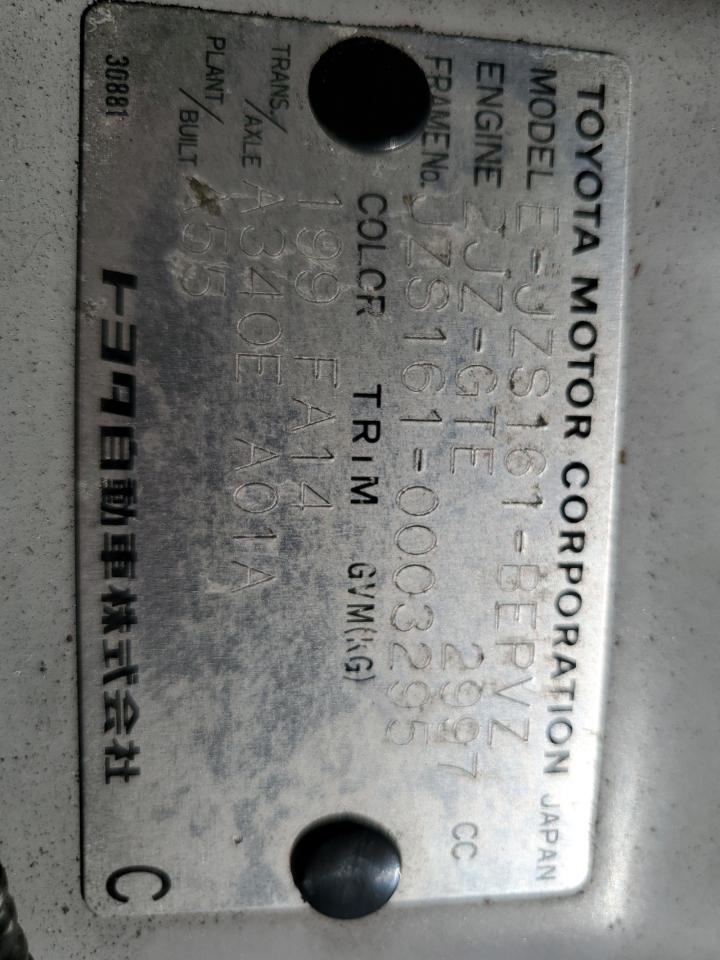 TOYOTA MOTOR CORPORATION JAPAN
MODEL E-JZS161-BERVZ
ENGINE 2JZ-GTE 2997 CC
FRAME No. JZS161-0003295
COLOR TRIM GVM(KG)
199 FA14
TRANS./AXLE A340E A01A
PLANT/BUILT A55
30881 トヨタ自動車株式会社 C